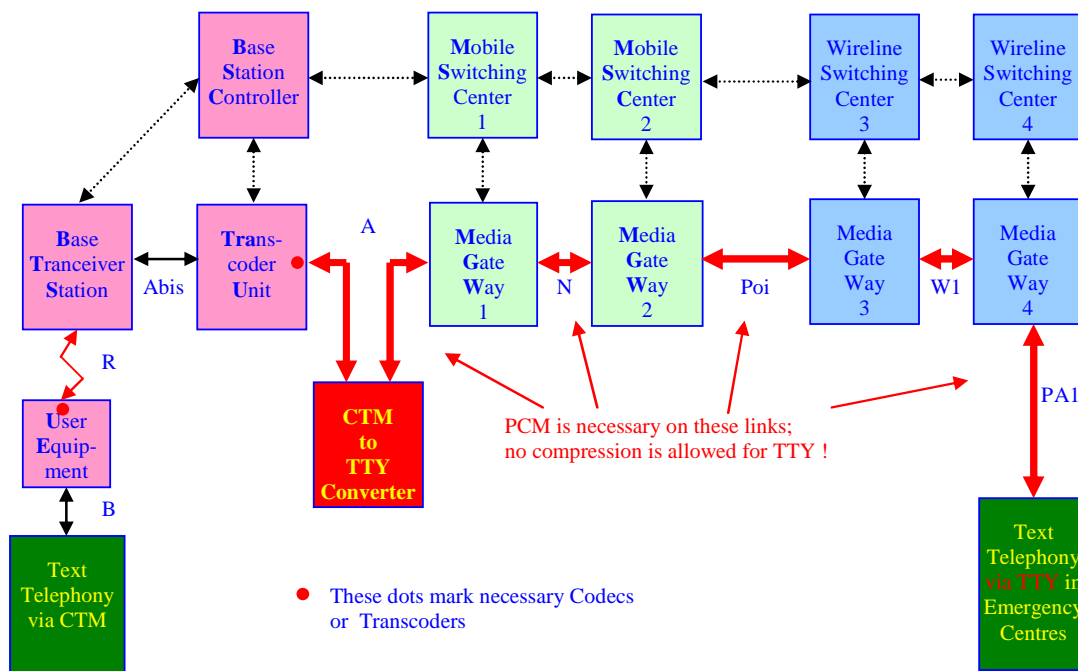 Base
Station
Controller
Mobile
Switching
Center
1
Mobile
Switching
Center
2
Wireline
Switching
Center
3
Wireline
Switching
Center
4
Base
Tranceiver
Station
Abis
Trans-
coder
Unit
A
Media
Gate
Way
1
N
Media
Gate
Way
2
Poi
Media
Gate
Way
3
W1
Media
Gate
Way
4
R
User
Equip-
ment
B
CTM
to
TTY
Converter
PCM is necessary on these links;
no compression is allowed for TTY !
PA1
Text
Telephony
via CTM
These dots mark necessary Codecs
or Transcoders
Text
Telephony
via TTY in
Emergency
Centres